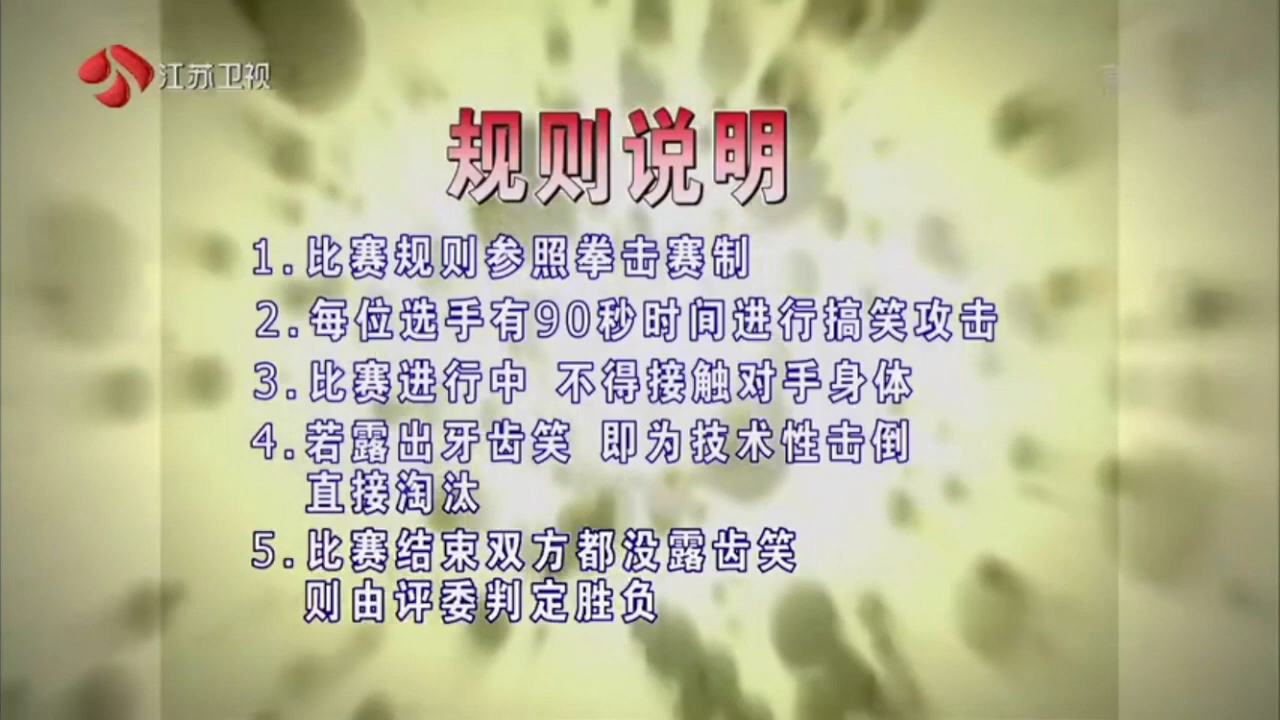 江苏卫视
规则说明
1.比赛规则参照拳击赛制
2.每位选手有90秒时间进行搞笑攻击
3.比赛进行中 不得接触对手身体
4.若露出牙齿笑 即为技术性击倒
直接淘汰
5.比赛结束双方都没露齿笑
则由评委判定胜负